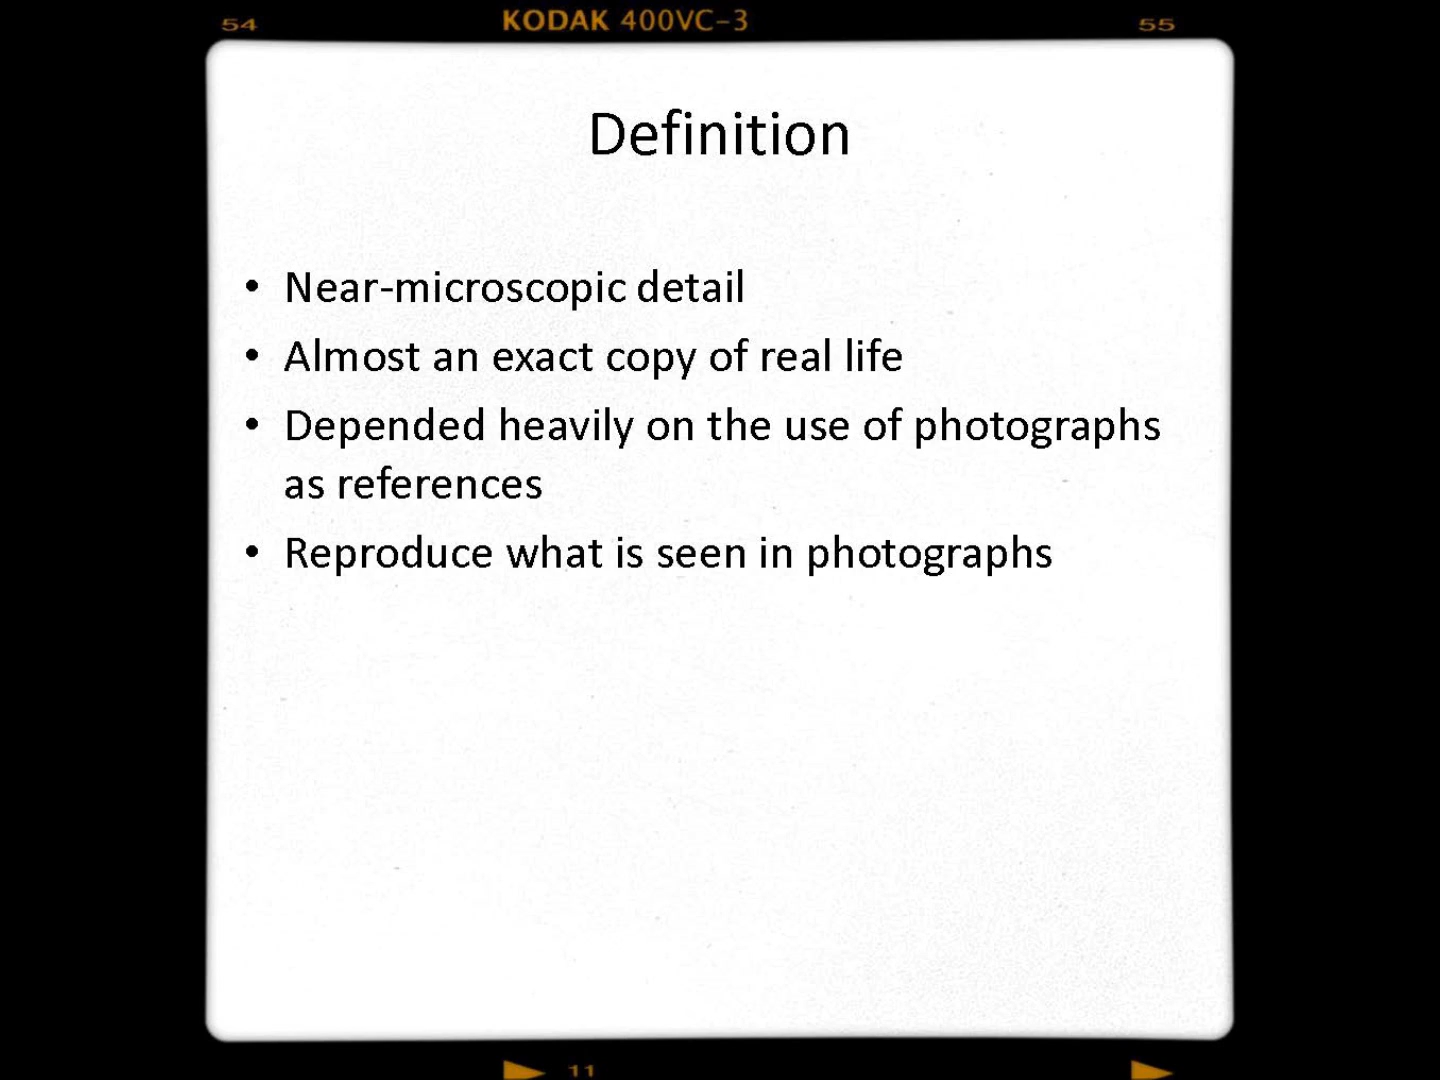 54 KODAK 400VC-3 55
Definition
• Near-microscopic detail
• Almost an exact copy of real life
• Depended heavily on the use of photographs
as references
• Reproduce what is seen in photographs
11